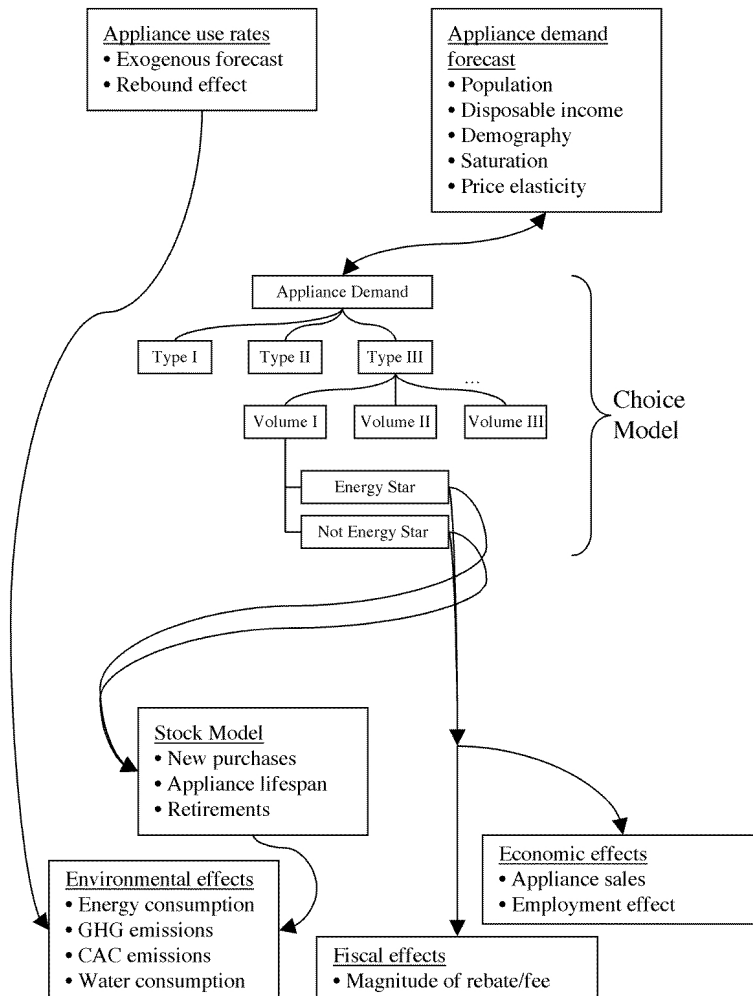 Appliance use rates
• Exogenous forecast
• Rebound effect
Appliance demand
forecast
• Population
• Disposable income
• Demography
• Saturation
• Price elasticity
Appliance Demand
Type I
Type II
Type III
...
Volume I
Volume II
Volume III
Choice
Model
Energy Star
Not Energy Star
Stock Model
• New purchases
• Appliance lifespan
• Retirements
Economic effects
• Appliance sales
• Employment effect
Environmental effects
• Energy consumption
• GHG emissions
• CAC emissions
• Water consumption
Fiscal effects
• Magnitude of rebate/fee